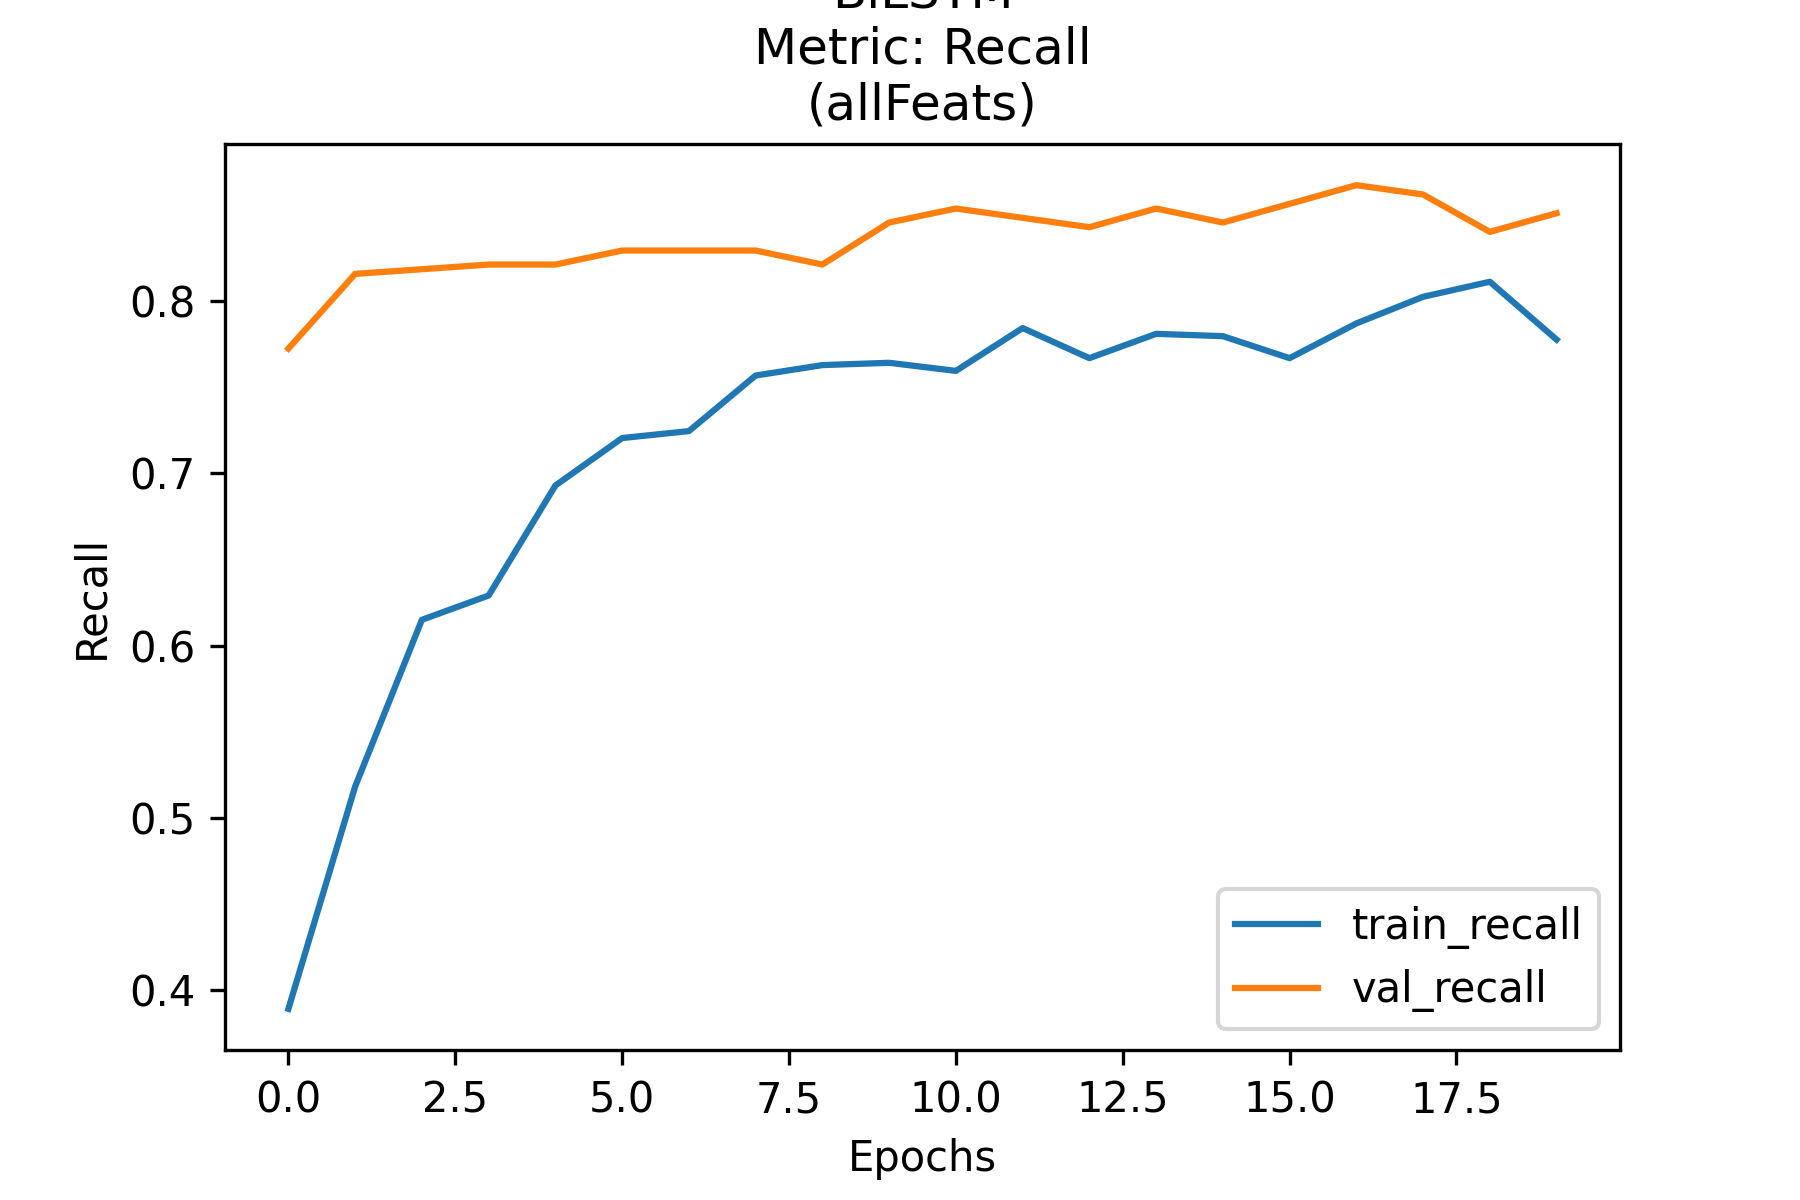 BiLSTM
Metric: Recall
(allFeats)
Recall
0.8
0.7
0.6
0.5
0.4
train_recall
val_recall
0.0 2.5 5.0 7.5 10.0 12.5 15.0 17.5
Epochs